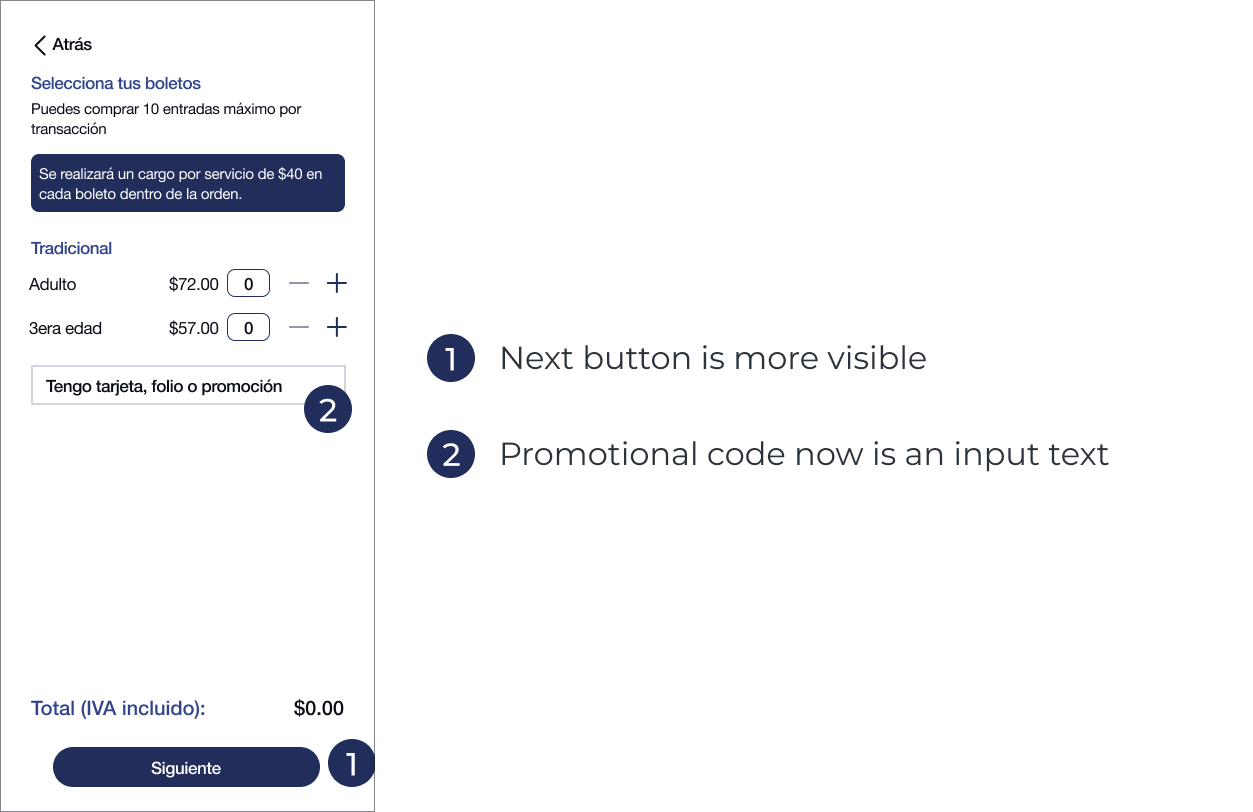 Atrás
Selecciona tus boletos
Puedes comprar 10 entradas máximo por
transacción
Se realizará un cargo por servicio de $40 en
cada boleto dentro de la orden.
Tradicional
Adulto $72.00 0
3era edad $57.00 0
Tengo tarjeta, folio o promoción
2
Total (IVA incluido): $0.00
Siguiente 1
1 Next button is more visible
2 Promotional code now is an input text